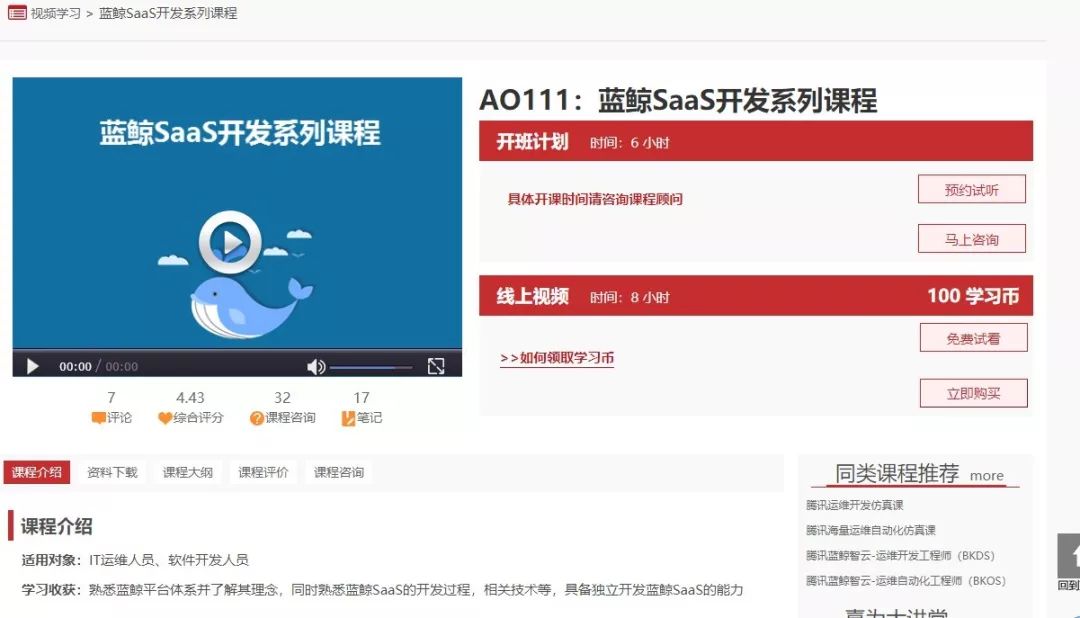 视频学习 > 蓝鲸SaaS开发系列课程
蓝鲸SaaS开发系列课程
00:00 / 00:00
7
4.43
32
17
评论
综合评分
课程咨询
笔记
AO111：蓝鲸SaaS开发系列课程
开班计划 时间：6 小时
具体开课时间请咨询课程顾问
预约试听
马上咨询
线上视频 时间：8 小时 100 学习币
>>如何领取学习币
免费试看
立即购买
课程介绍 资料下载 课程大纲 课程评价 课程咨询
课程介绍
适用对象：IT运维人员、软件开发人员
学习收获：熟悉蓝鲸平台体系并了解其理念，同时熟悉蓝鲸SaaS的开发过程，相关技术等，具备独立开发蓝鲸SaaS的能力
同类课程推荐 more
腾讯运维开发仿真课
腾讯海量运维自动化仿真课
腾讯蓝鲸智云-运维开发工程师（BKDS）
腾讯蓝鲸智云-运维自动化工程师（BKOS）
嘉为大讲堂
回到